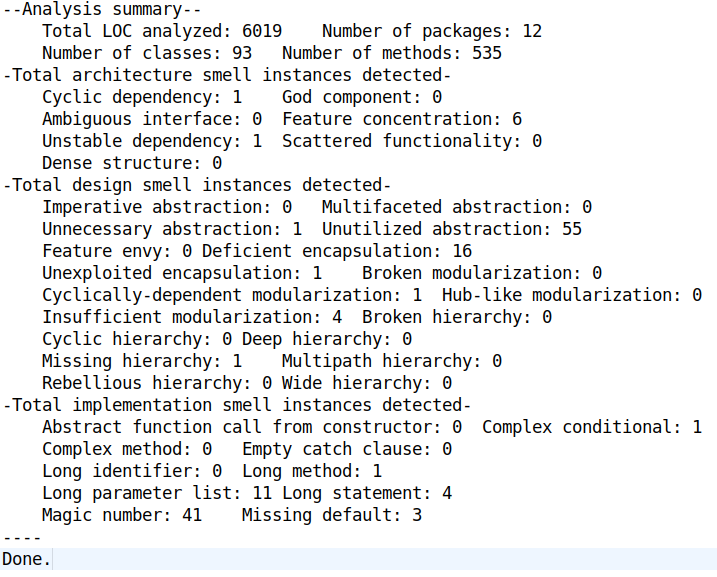 --Analysis summary--
Total LOC analyzed: 6019    Number of packages: 12
Number of classes: 93   Number of methods: 535
-Total architecture smell instances detected-
Cyclic dependency: 1    God component: 0
Ambiguous interface: 0  Feature concentration: 6
Unstable dependency: 1  Scattered functionality: 0
Dense structure: 0
-Total design smell instances detected-
Imperative abstraction: 0   Multifaceted abstraction: 0
Unnecessary abstraction: 1  Unutilized abstraction: 55
Feature envy: 0 Deficient encapsulation: 16
Unexploited encapsulation: 1    Broken modularization: 0
Cyclically-dependent modularization: 1  Hub-like modularization: 0
Insufficient modularization: 4  Broken hierarchy: 0
Cyclic hierarchy: 0 Deep hierarchy: 0
Missing hierarchy: 1    Multipath hierarchy: 0
Rebellious hierarchy: 0 Wide hierarchy: 0
-Total implementation smell instances detected-
Abstract function call from constructor: 0  Complex conditional: 1
Complex method: 0   Empty catch clause: 0
Long identifier: 0  Long method: 1
Long parameter list: 11 Long statement: 4
Magic number: 41    Missing default: 3
----
Done.